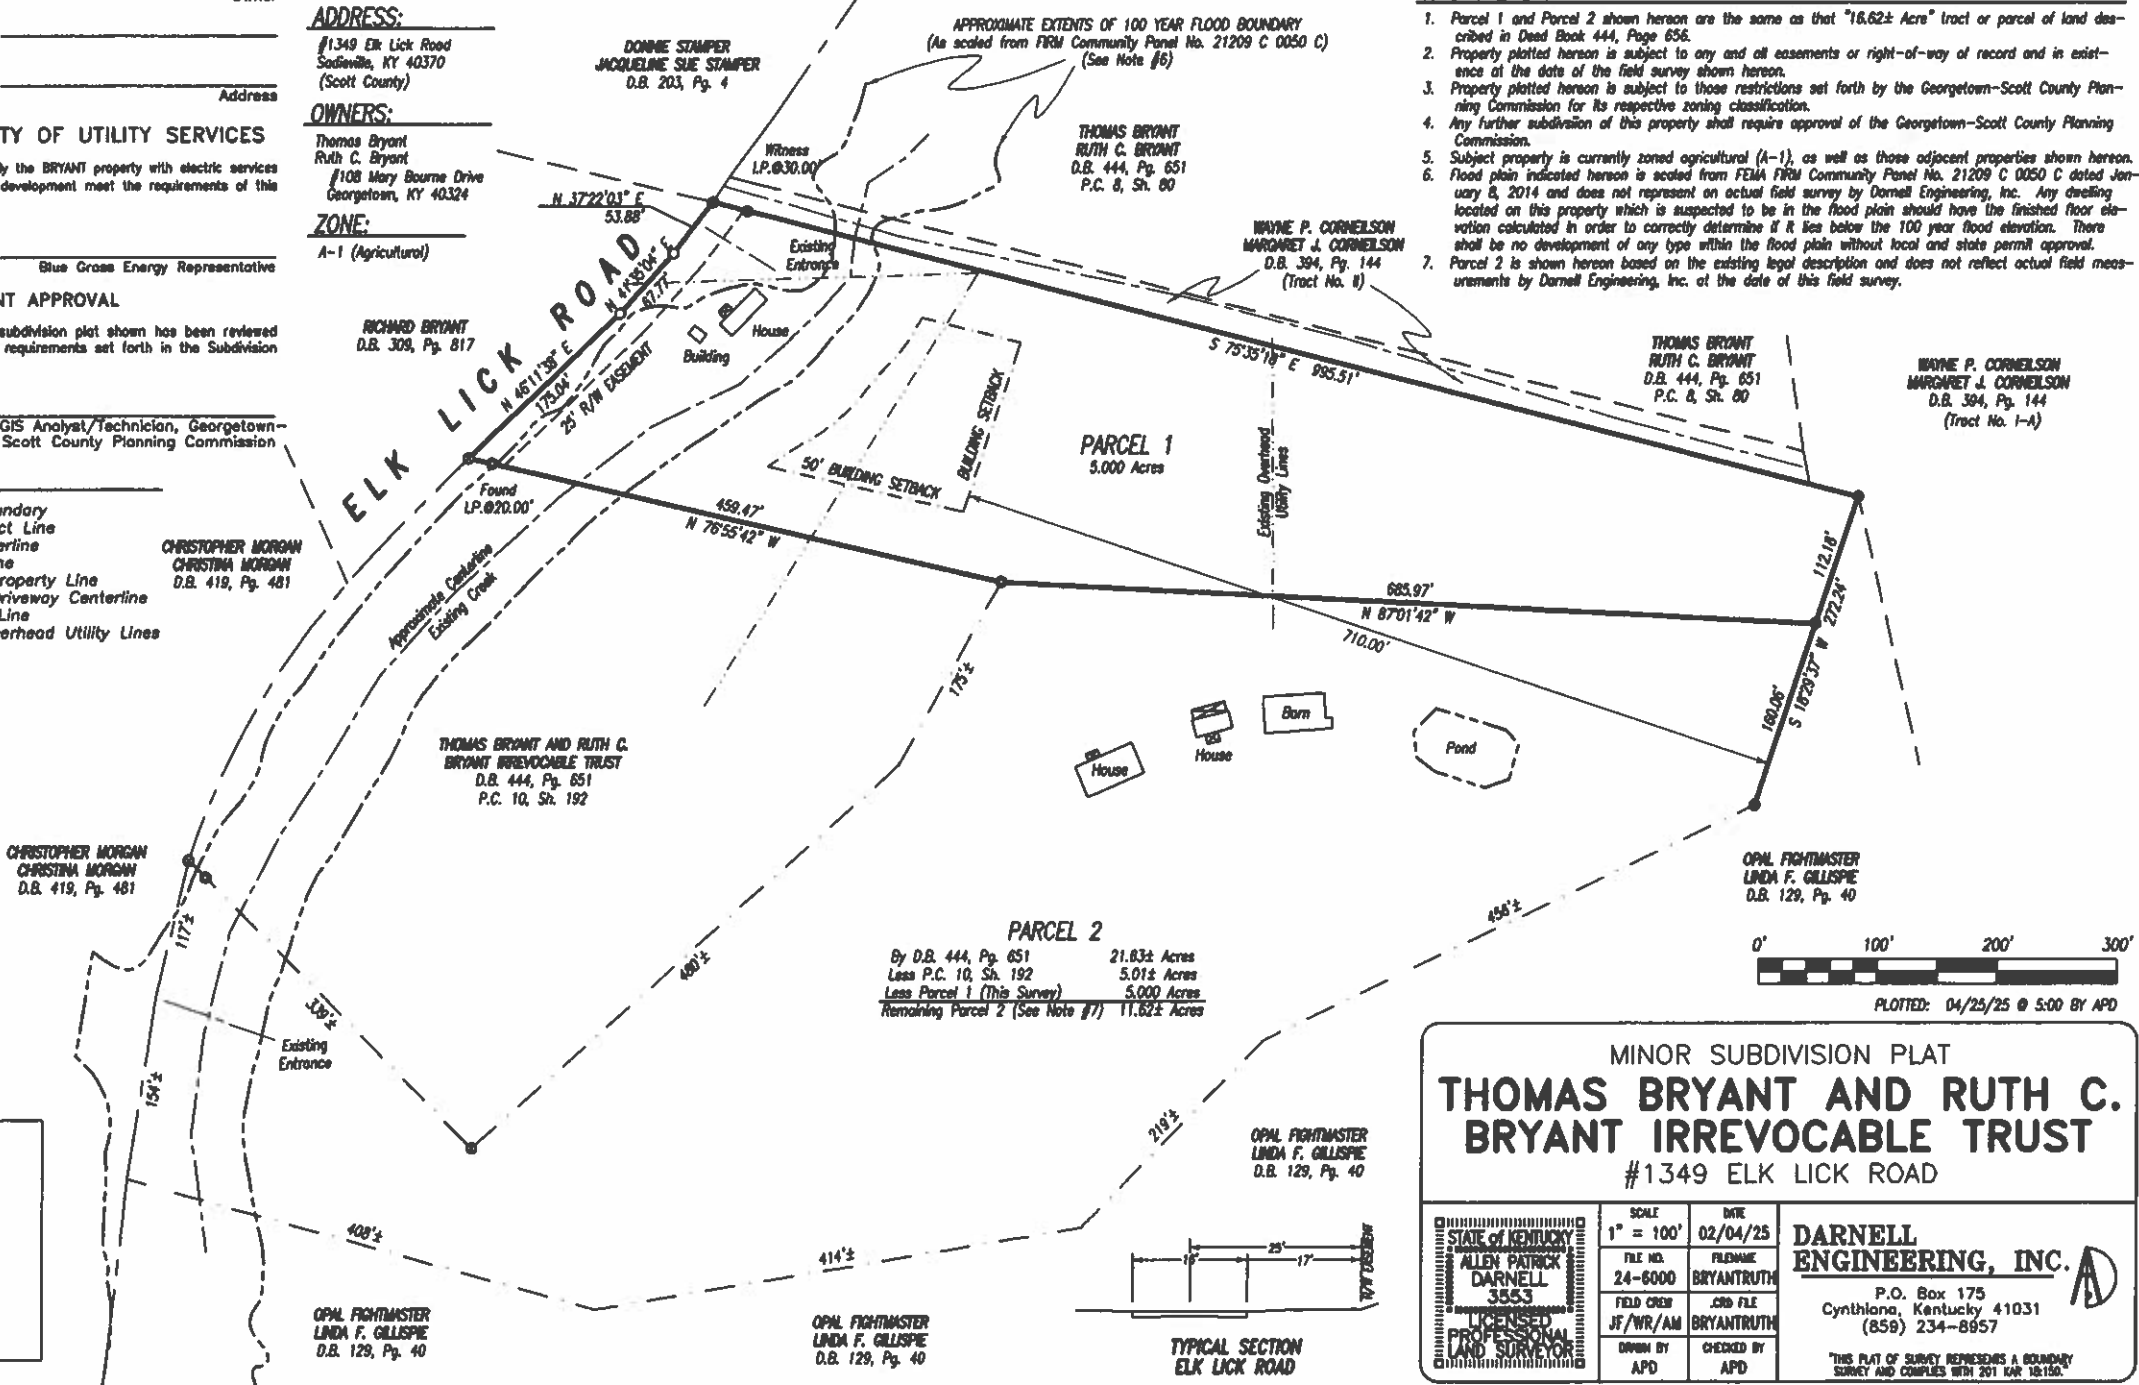 Address
TY OF UTILITY SERVICES
y the BRYANT property with electric services
development meet the requirements of this
Blue Grass Energy Representative
NT APPROVAL
subdivision plat shown has been reviewed
requirements set forth in the Subdivision
GIS Analyst/Technician, Georgetown-
Scott County Planning Commission
ndary
ct Line
erline
ne
roperty Line
riveway Centerline
Line
erhead Utility Lines
ADDRESS:
#1349 Elk Lick Road
Sadieville, KY 40370
(Scott County)
OWNERS:
Thomas Bryant
Ruth C. Bryant
#108 Mary Bourne Drive
Georgetown, KY 40324
ZONE:
A-1 (Agricultural)
DONNIE STAMPER
JACQUELINE SUE STAMPER
D.B. 203, Pg. 4
APPROXIMATE EXTENTS OF 100 YEAR FLOOD BOUNDARY
(As scaled from FIRM Community Panel No. 21209 C 0050 C)
(See Note #6)
THOMAS BRYANT
RUTH C. BRYANT
D.B. 444, Pg. 651
P.C. 8, Sh. 80
WAYNE P. CORNEILSON
MARGARET J. CORNEILSON
D.B. 394, Pg. 144
(Tract No. II)
1. Parcel 1 and Parcel 2 shown hereon are the same as that "16.62± Acre" tract or parcel of land des-
cribed in Deed Book 444, Page 656.
2. Property platted hereon is subject to any and all easements or right-of-way of record and in exist-
ence at the date of the field survey shown hereon.
3. Property platted hereon is subject to those restrictions set forth by the Georgetown-Scott County Plan-
ning Commission for its respective zoning classification.
4. Any further subdivision of this property shall require approval of the Georgetown-Scott County Planning
Commission.
5. Subject property is currently zoned agricultural (A-1), as well as those adjacent properties shown hereon.
6. Flood plain indicated hereon is scaled from FEMA FIRM Community Panel No. 21209 C 0050 C dated Jan-
uary 8, 2014 and does not represent an actual field survey by Darnell Engineering, Inc. Any dwelling
located on this property which is suspected to be in the flood plain should have the finished floor ele-
vation calculated in order to correctly determine if it lies below the 100 year flood elevation. There
shall be no development of any type within the flood plain without local and state permit approval.
7. Parcel 2 is shown hereon based on the existing legal description and does not reflect actual field meas-
urements by Darnell Engineering, Inc. at the date of this field survey.
Witness
I.P.@30.00'
N 37°22'03" E
53.88'
Existing
Entrance
N 41°35'04" E
67.77'
RICHARD BRYANT
D.B. 309, Pg. 817
ELK LICK ROAD
N 46°11'38" E
175.04'
25' R/W EASEMENT
House
Building
S 75°35'18" E 995.51'
THOMAS BRYANT
RUTH C. BRYANT
D.B. 444, Pg. 651
P.C. 8, Sh. 80
WAYNE P. CORNEILSON
MARGARET J. CORNEILSON
D.B. 394, Pg. 144
(Tract No. I-A)
BUILDING SETBACK
50' BUILDING SETBACK
PARCEL 1
5.000 Acres
Existing Overhead
Utility Lines
Found
I.P.@20.00'
459.47'
N 76°55'42" W
685.97'
N 87°01'42" W
710.00'
112.18'
272.24'
160.06'
S 18°29'37" W
CHRISTOPHER MORGAN
CHRISTINA MORGAN
D.B. 419, Pg. 481
Approximate Centerline
Existing Creek
175'±
THOMAS BRYANT AND RUTH C.
BRYANT IRREVOCABLE TRUST
D.B. 444, Pg. 651
P.C. 10, Sh. 192
House
House
Barn
Pond
CHRISTOPHER MORGAN
CHRISTINA MORGAN
D.B. 419, Pg. 481
117'±
339'±
480'±
456'±
OPAL FIGHTMASTER
LINDA F. GILLISPIE
D.B. 129, Pg. 40
PARCEL 2
By D.B. 444, Pg. 651 21.63± Acres
Less P.C. 10, Sh. 192 5.01± Acres
Less Parcel 1 (This Survey) 5.000 Acres
Remaining Parcel 2 (See Note #7) 11.62± Acres
Existing
Entrance
154'±
408'±
414'±
219'±
OPAL FIGHTMASTER
LINDA F. GILLISPIE
D.B. 129, Pg. 40
OPAL FIGHTMASTER
LINDA F. GILLISPIE
D.B. 129, Pg. 40
OPAL FIGHTMASTER
LINDA F. GILLISPIE
D.B. 129, Pg. 40
25'
16'
17'
R/W EASEMENT
TYPICAL SECTION
ELK LICK ROAD
0' 100' 200' 300'
PLOTTED: 04/25/25 @ 5:00 BY APD
MINOR SUBDIVISION PLAT
THOMAS BRYANT AND RUTH C.
BRYANT IRREVOCABLE TRUST
#1349 ELK LICK ROAD
STATE of KENTUCKY
ALLEN PATRICK
DARNELL
3553
LICENSED
PROFESSIONAL
LAND SURVEYOR
SCALE
1" = 100'
DATE
02/04/25
FILE NO.
24-6000
FILENAME
BRYANTRUTH
FIELD CREW
JF/WR/AM
.CRD FILE
BRYANTRUTH
DRAWN BY
APD
CHECKED BY
APD
DARNELL
ENGINEERING, INC.
P.O. Box 175
Cynthiana, Kentucky 41031
(859) 234-8957
"THIS PLAT OF SURVEY REPRESENTS A BOUNDARY
SURVEY AND COMPLIES WITH 201 KAR 18:150."